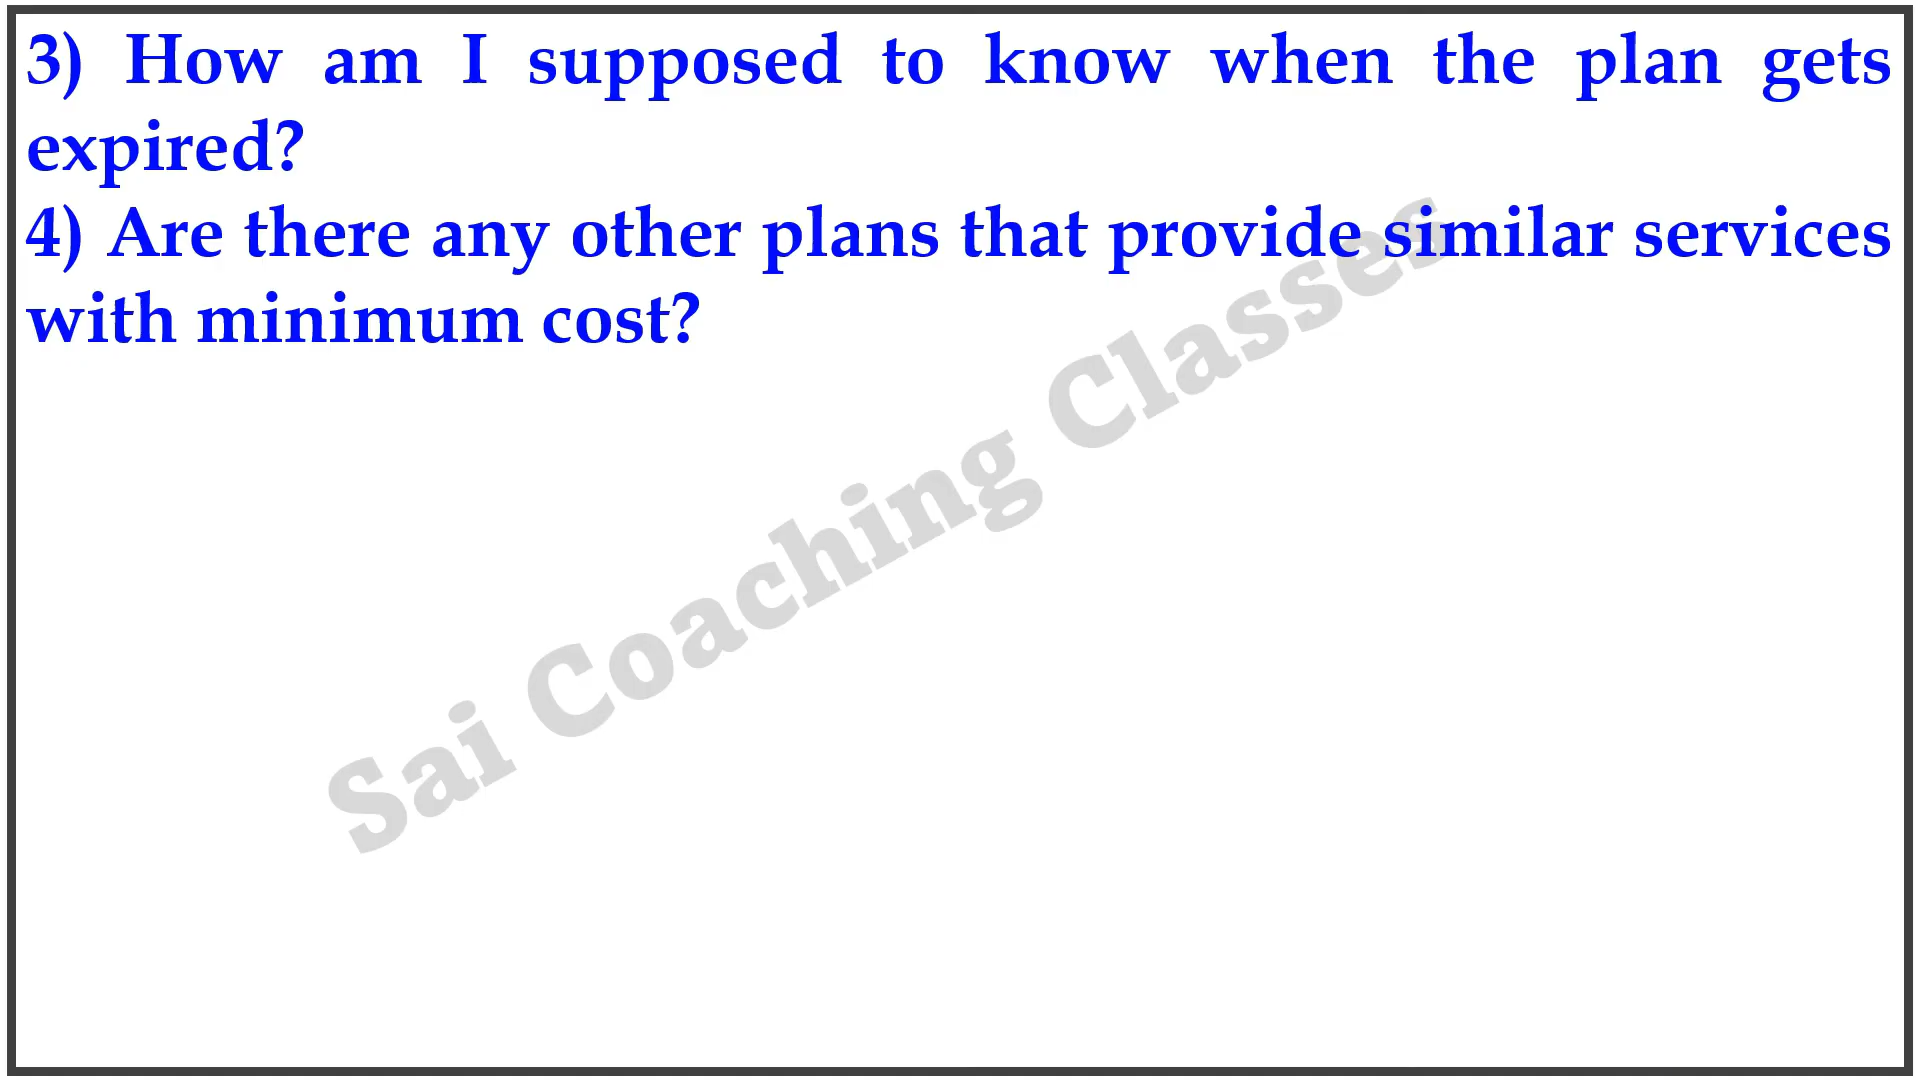 3) How am I supposed to know when the plan gets
expired?
4) Are there any other plans that provide similar services
with minimum cost?
Sai Coaching Classes